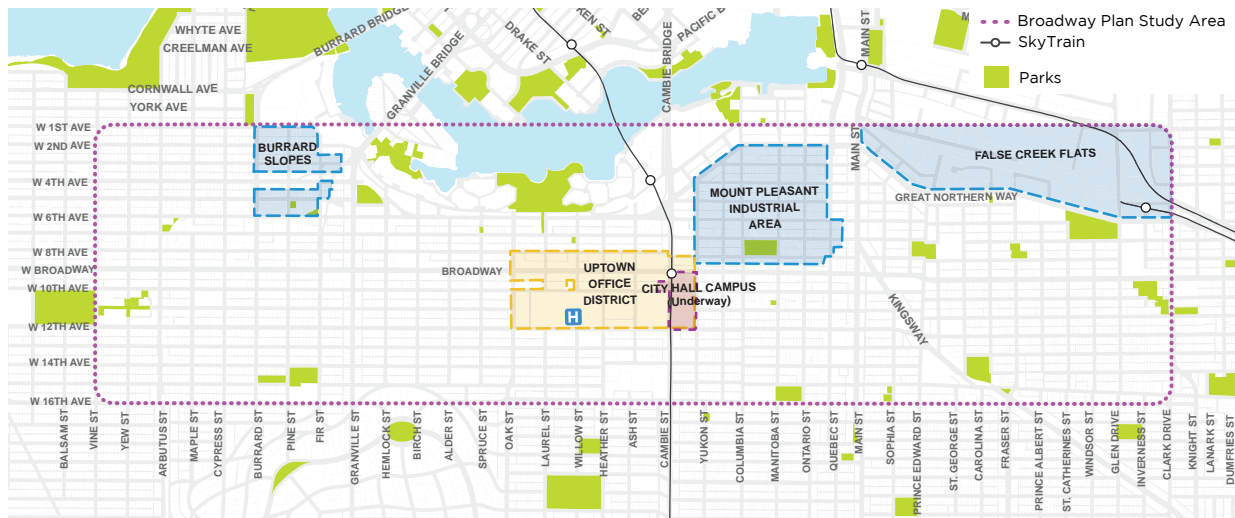 Broadway Plan Study Area
SkyTrain
Parks
WHYTE AVE
CREELMAN AVE
CORNWALL AVE
YORK AVE
BURRARD BRIDGE
GRANVILLE BRIDGE
DRAKE ST
PACIFIC B
CAMBIE BRIDGE
MAIN ST
W 1ST AVE
W 2ND AVE
W 4TH AVE
W 6TH AVE
W 8TH AVE
W BROADWAY
W 10TH AVE
W 12TH AVE
W 14TH AVE
W 16TH AVE
BURRARD
SLOPES
MOUNT PLEASANT
INDUSTRIAL
AREA
MAIN ST
FALSE CREEK FLATS
GREAT NORTHERN WAY
BROADWAY
UPTOWN
OFFICE
DISTRICT
H
CITY HALL CAMPUS
(Underway)
KINGSWAY
BALSAM ST
VINE ST
YEW ST
ARBUTUS ST
MAPLE ST
CYPRESS ST
BURRARD ST
PINE ST
FIR ST
GRANVILLE ST
HEMLOCK ST
BIRCH ST
ALDER ST
SPRUCE ST
OAK ST
LAUREL ST
WILLOW ST
HEATHER ST
ASH ST
CAMBIE ST
YUKON ST
COLUMBIA ST
MANITOBA ST
ONTARIO ST
QUEBEC ST
MAIN ST
SOPHIA ST
PRINCE EDWARD ST
ST. GEORGE ST
CAROLINA ST
FRASER ST
PRINCE ALBERT ST
ST. CATHERINES ST
WINDSOR ST
GLEN DRIVE
INVERNESS ST
CLARK DRIVE
KNIGHT ST
LANARK ST
DUMFRIES ST